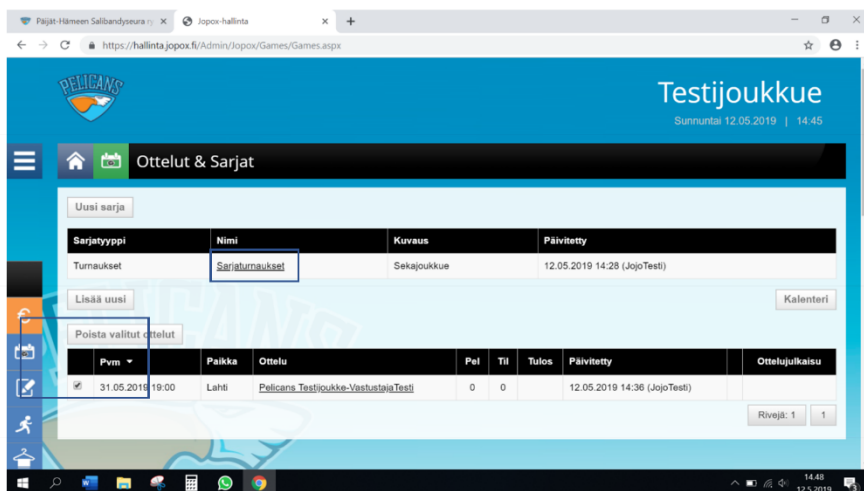 Päijät-Hämeen Salibandyseura ry
Jopox-hallinta
https://hallinta.jopox.fi/Admin/Jopox/Games/Games.aspx
PELICANS
Testijoukkue
Sunnuntai 12.05.2019 | 14:45
Ottelut & Sarjat
Uusi sarja
Sarjatyyppi Nimi Kuvaus Päivitetty
Turnaukset Sarjaturnaukset Sekajoukkue 12.05.2019 14:28 (JojoTesti)
Lisää uusi Kalenteri
Poista valitut ottelut
Pvm Paikka Ottelu Pel Til Tulos Päivitetty Ottelujulkaisu
31.05.2019 19:00 Lahti Pelicans Testijoukke-VastustajaTesti 0 0 12.05.2019 14:36 (JojoTesti)
Rivejä: 1 1
14.48
12.5.2019